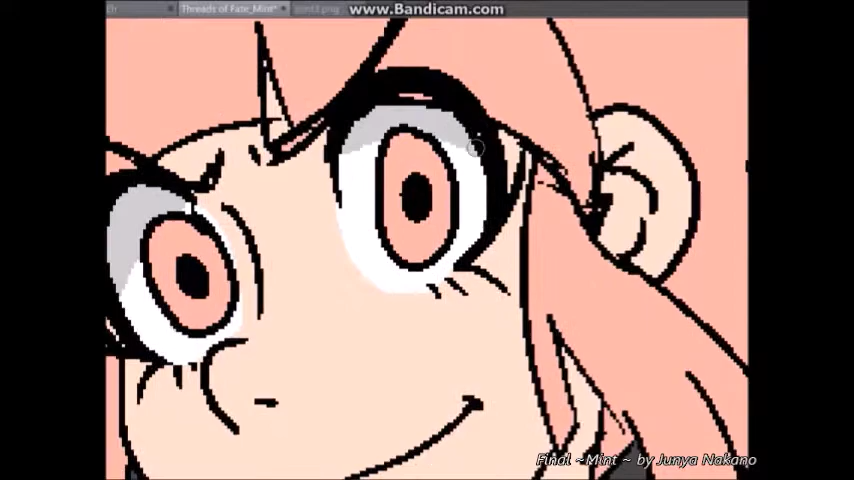 Threads of Fate_Mint*
www.Bandicam.com
Final ~Mint ~ by Junya Nakano